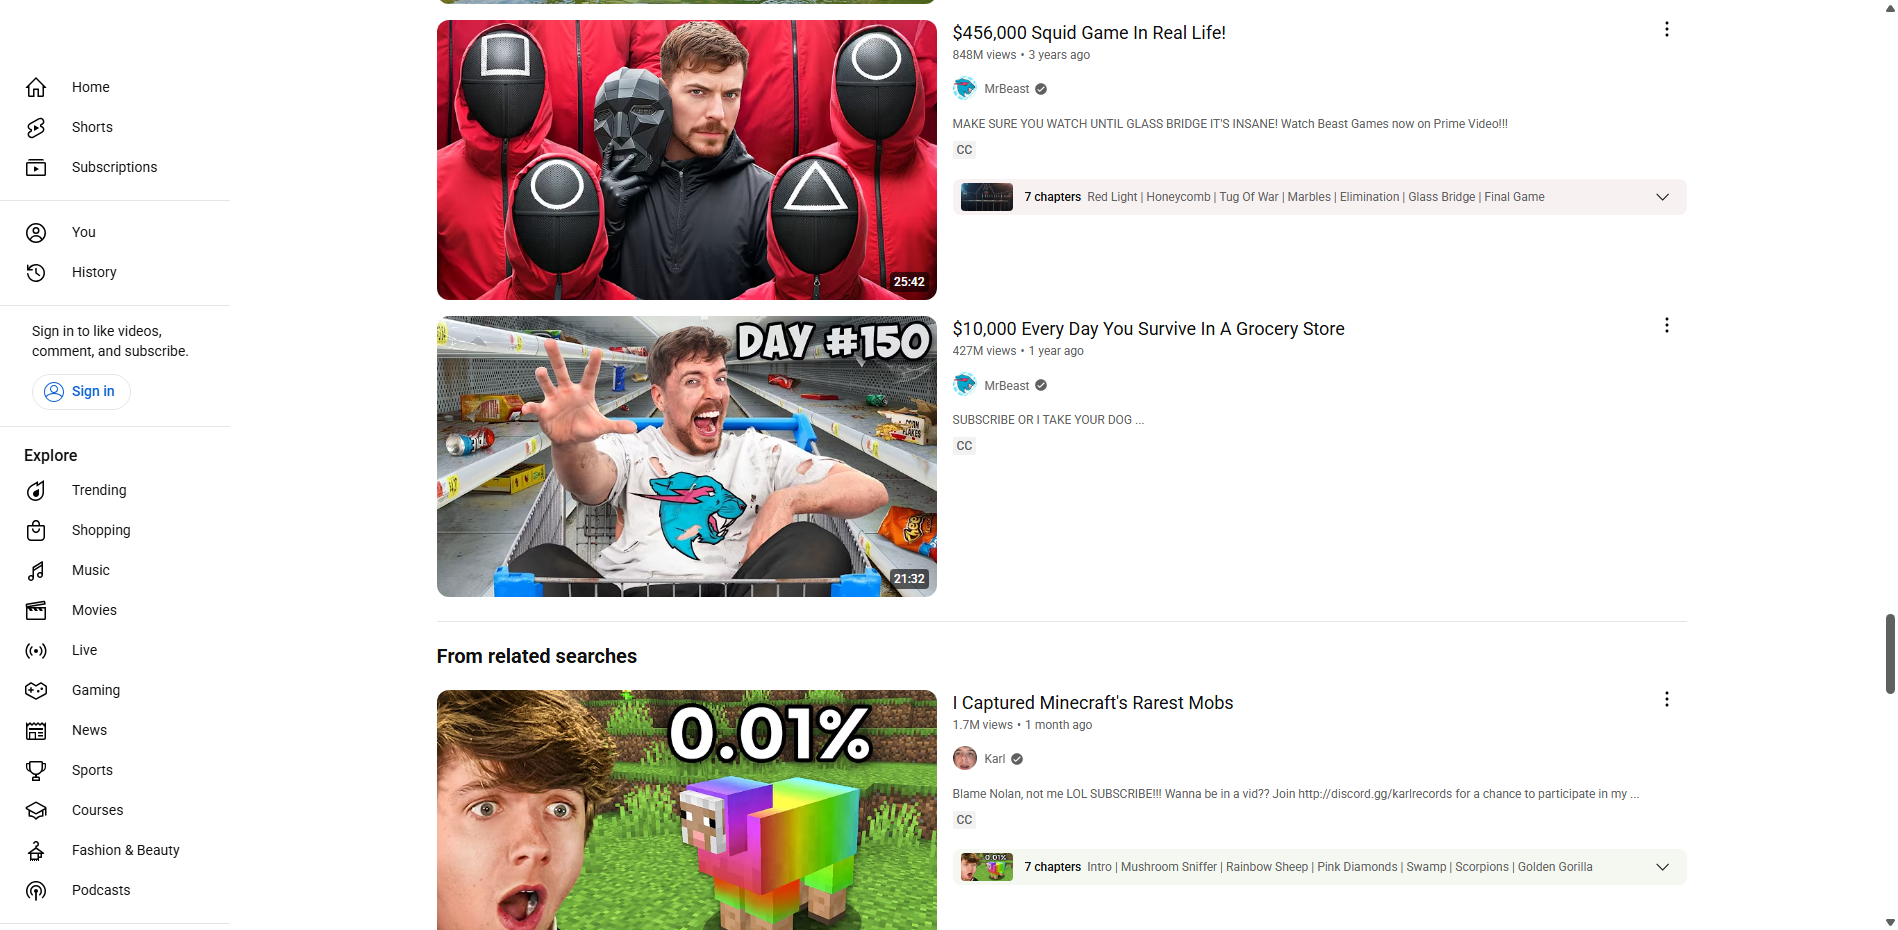 Home
Shorts
Subscriptions
You
History
Sign in to like videos,
comment, and subscribe.
Sign in
Explore
Trending
Shopping
Music
Movies
Live
Gaming
News
Sports
Courses
Fashion & Beauty
Podcasts
25:42
$456,000 Squid Game In Real Life!
848M views • 3 years ago
MrBeast
MAKE SURE YOU WATCH UNTIL GLASS BRIDGE IT'S INSANE! Watch Beast Games now on Prime Video!!!
CC
7 chapters Red Light | Honeycomb | Tug Of War | Marbles | Elimination | Glass Bridge | Final Game
DAY #150
CORN
FLAKES
21:32
$10,000 Every Day You Survive In A Grocery Store
427M views • 1 year ago
MrBeast
SUBSCRIBE OR I TAKE YOUR DOG ...
CC
From related searches
0.01%
I Captured Minecraft's Rarest Mobs
1.7M views • 1 month ago
Karl
Blame Nolan, not me LOL SUBSCRIBE!!! Wanna be in a vid?? Join http://discord.gg/karlrecords for a chance to participate in my ...
CC
0.01%
7 chapters Intro | Mushroom Sniffer | Rainbow Sheep | Pink Diamonds | Swamp | Scorpions | Golden Gorilla